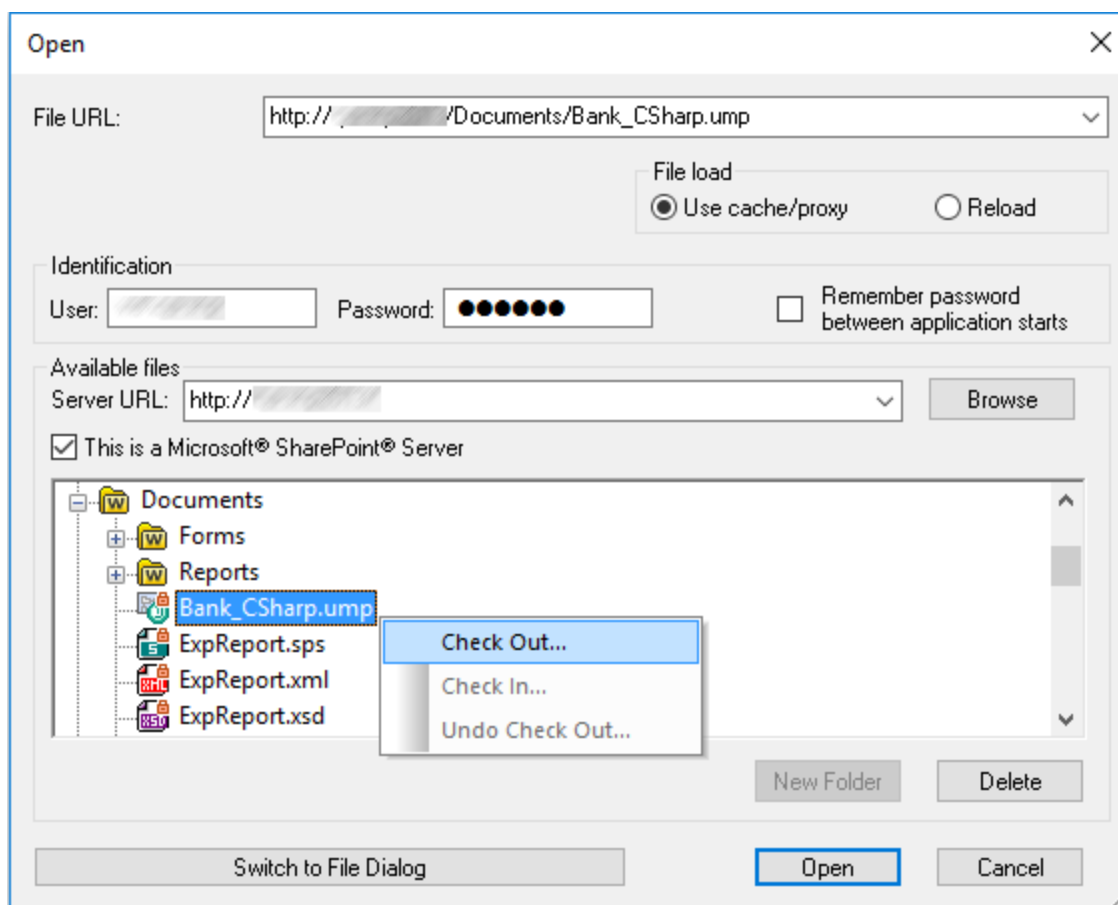 Open
File URL: http:// /Documents/Bank_CSharp.ump
File load
Use cache/proxy Reload
Identification
User: Password: ●●●●●● Remember password
between application starts
Available files
Server URL: http:// Browse
This is a Microsoft® SharePoint® Server
Documents
Forms
Reports
Bank_CSharp.ump
ExpReport.sps
ExpReport.xml
ExpReport.xsd
Check Out...
Check In...
Undo Check Out...
New Folder Delete
Switch to File Dialog Open Cancel